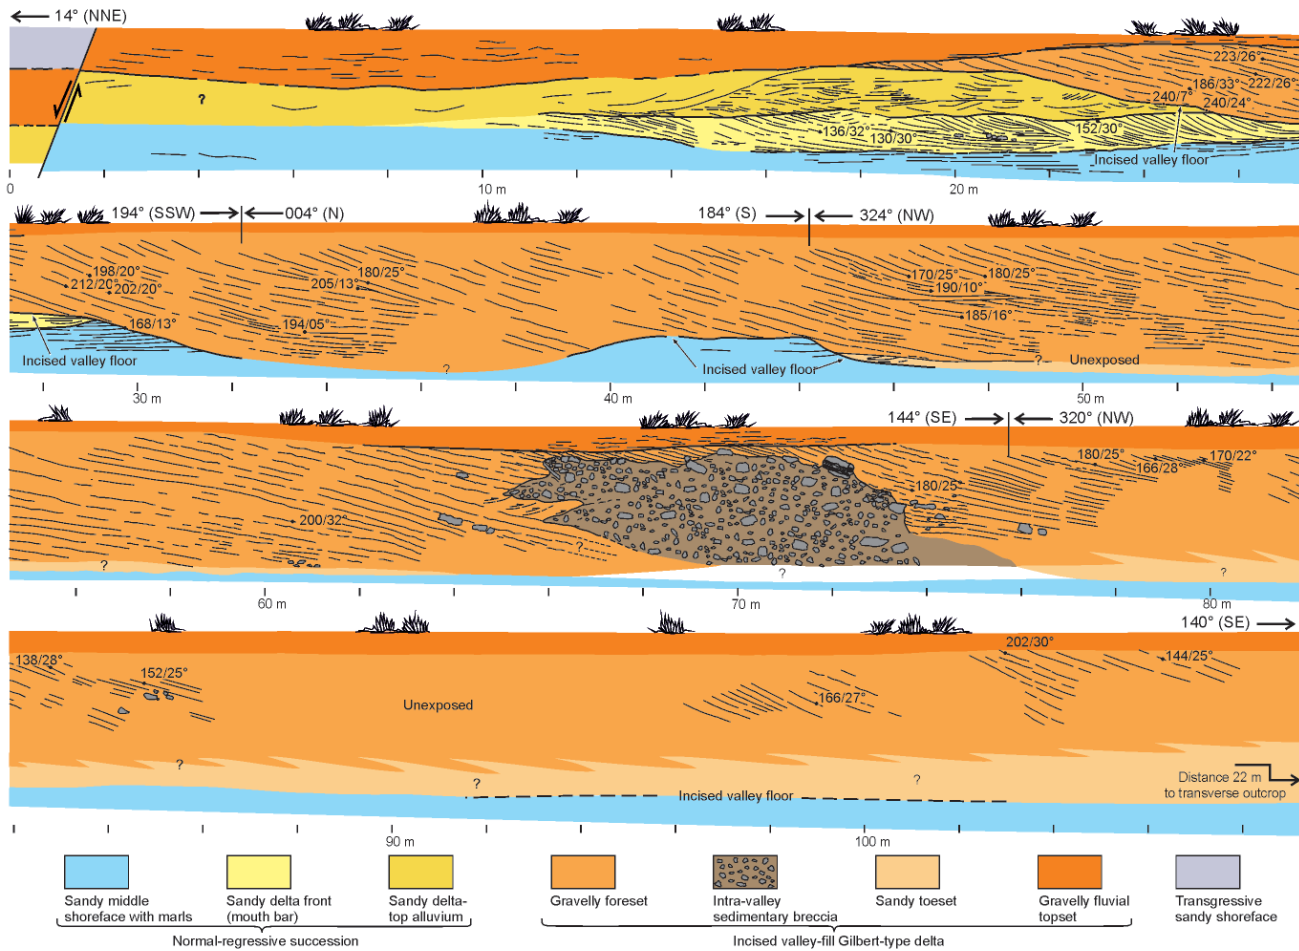 14° (NNE)
?
223/26°
186/33°
222/26°
240/7°
240/24°
136/32°
130/30°
152/30°
Incised valley floor
0
10 m
20 m
194° (SSW)
004° (N)
184° (S)
324° (NW)
198/20°
212/20°
202/20°
168/13°
180/25°
205/13°
194/05°
170/25°
180/25°
190/10°
185/16°
Incised valley floor
?
Incised valley floor
?
Unexposed
30 m
40 m
50 m
144° (SE)
320° (NW)
180/25°
166/28°
170/22°
180/25°
200/32°
?
?
?
?
60 m
70 m
80 m
140° (SE)
138/28°
152/25°
Unexposed
166/27°
202/30°
144/25°
?
?
?
Incised valley floor
Distance 22 m
to transverse outcrop
90 m
100 m
Sandy middle
shoreface with marls
Sandy delta front
(mouth bar)
Sandy delta-
top alluvium
Gravelly foreset
Intra-valley
sedimentary breccia
Sandy toeset
Gravelly fluvial
topset
Transgressive
sandy shoreface
Normal-regressive succession
Incised valley-fill Gilbert-type delta